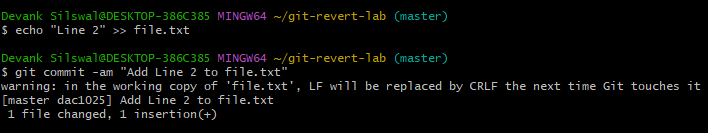 Devank Silswal@DESKTOP-386C385 MINGW64 ~/git-revert-lab (master)
$ echo "Line 2" >> file.txt
Devank Silswal@DESKTOP-386C385 MINGW64 ~/git-revert-lab (master)
$ git commit -am "Add Line 2 to file.txt"
warning: in the working copy of 'file.txt', LF will be replaced by CRLF the next time Git touches it
[master dac1025] Add Line 2 to file.txt
 1 file changed, 1 insertion(+)